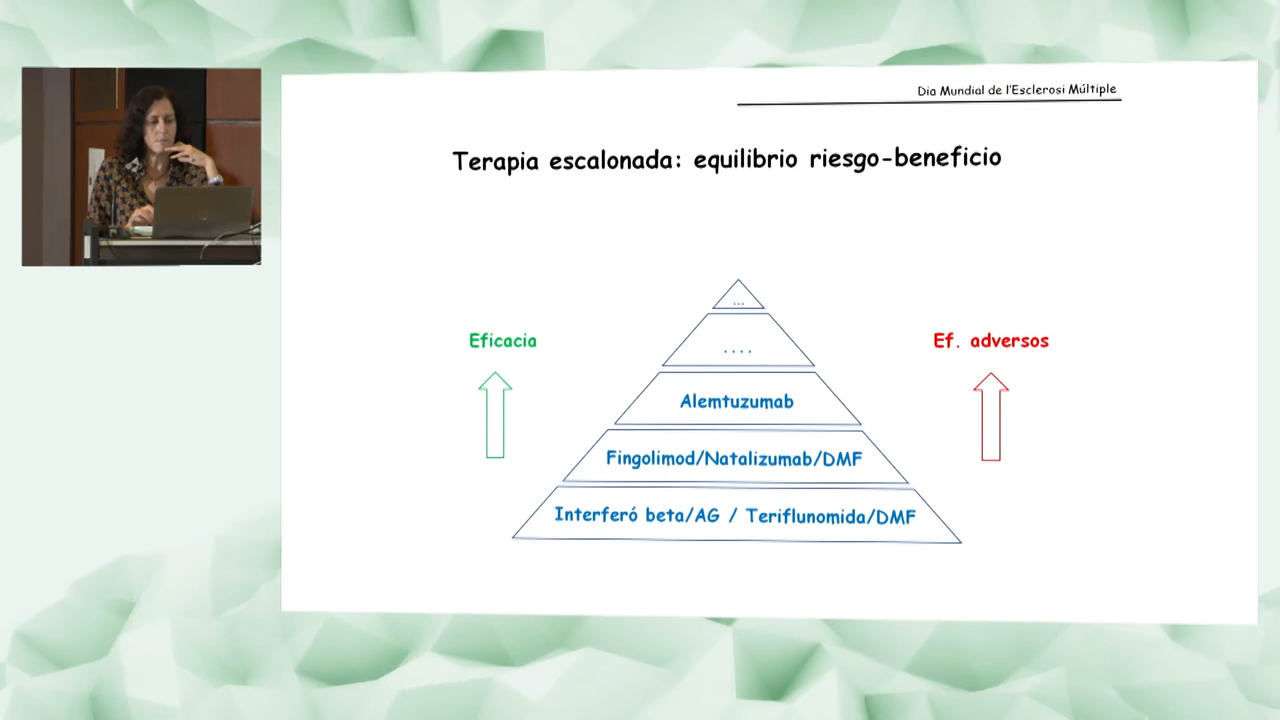 Dia Mundial de l'Esclerosi Múltiple
Terapia escalonada: equilibrio riesgo-beneficio
...
Eficacia
Ef. adversos
....
Alemtuzumab
Fingolimod/Natalizumab/DMF
Interferó beta/AG / Teriflunomida/DMF